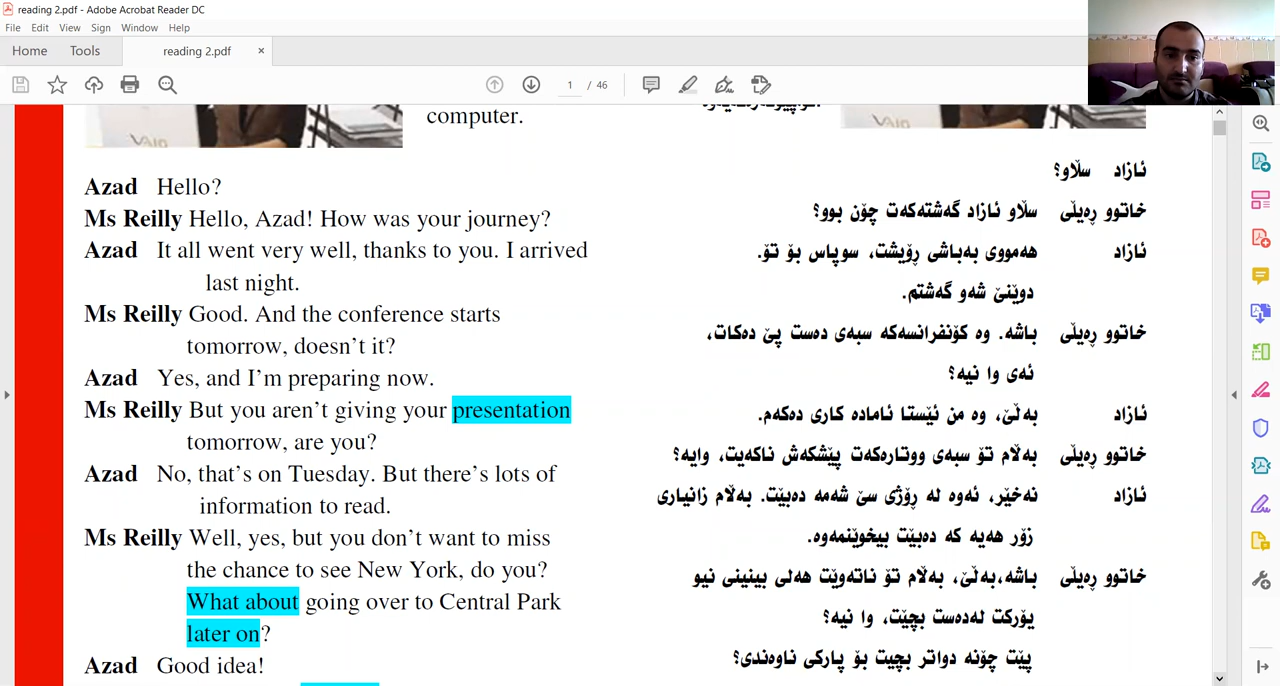 reading 2.pdf - Adobe Acrobat Reader DC
File Edit View Sign Window Help
Home Tools reading 2.pdf ×
1 / 46
VAIO
computer.
Azad Hello?
Ms Reilly Hello, Azad! How was your journey?
Azad It all went very well, thanks to you. I arrived
last night.
Ms Reilly Good. And the conference starts
tomorrow, doesn't it?
Azad Yes, and I'm preparing now.
Ms Reilly But you aren't giving your presentation
tomorrow, are you?
Azad No, that's on Tuesday. But there's lots of
information to read.
Ms Reilly Well, yes, but you don't want to miss
the chance to see New York, do you?
What about going over to Central Park
later on?
Azad Good idea!
VAIO
ئازاد سڵاو؟
خاتوو ڕەیڵی سڵاو ئازاد گەشتەکەت چۆن بوو؟
ئازاد هەمووی بەباشی ڕۆیشت، سوپاس بۆ تۆ.
دوێنێ شەو گەشتم.
خاتوو ڕەیڵی باشە. وە کۆنفرانسەکە سبەی دەست پێ دەکات،
ئەی وا نیە؟
ئازاد بەڵێ، وە من ئێستا ئامادە کاری دەکەم.
خاتوو ڕەیڵی بەڵام تۆ سبەی ووتارەکەت پێشکەش ناکەیت، وایە؟
ئازاد نەخێر، ئەوە لە ڕۆژی سێ شەمە دەبێت. بەڵام زانیاری
زۆر هەیە کە دەبێت بیخوێنمەوە.
خاتوو ڕەیڵی باشە،بەڵێ، بەڵام تۆ ناتەوێت هەلی بینینی نیو
یۆرکت لەدەست بچێت، وا نیە؟
پێت چۆنە دواتر بچیت بۆ پارکی ناوەندی؟